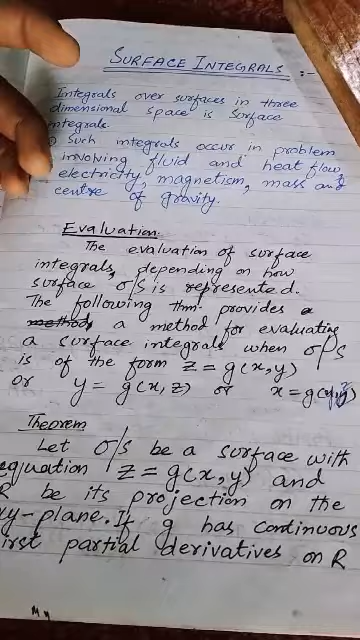 SURFACE INTEGRALS :-
Integrals over surfaces in three
dimensional space is Surface
integrals.
Such integrals occur in problem
involving fluid and heat flow,
electricity, magnetism, mass and
centre of gravity.
Evaluation.
The evaluation of surface
integrals, depending on how
surface σ/s is represented.
The following thm provides a
method, a method for evaluating
a surface integral when σ/s
is of the form z = g(x,y)
or y = g(x,z) or x = g(y,z)
Theorem
Let σ/s be a surface with
equation z = g(x,y) and
R be its projection on the
xy-plane. If g has continuous
first partial derivatives on R